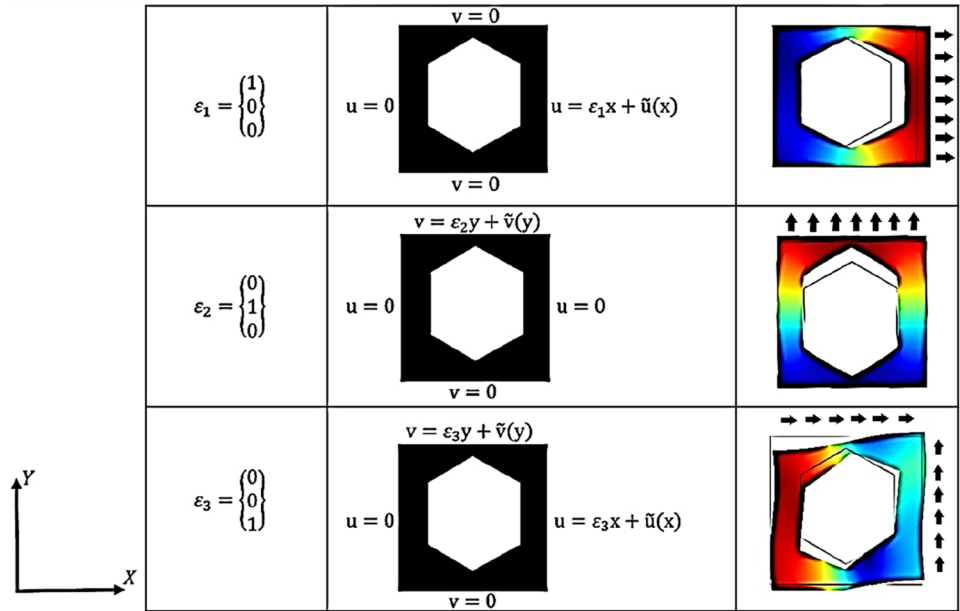 v = 0
ε₁ = {1 0 0}
u = 0
u = ε₁x + ũ(x)
v = 0
v = ε₂y + ṽ(y)
ε₂ = {0 1 0}
u = 0
u = 0
v = 0
v = ε₃y + ṽ(y)
ε₃ = {0 0 1}
u = 0
u = ε₃x + ũ(x)
v = 0
Y
X